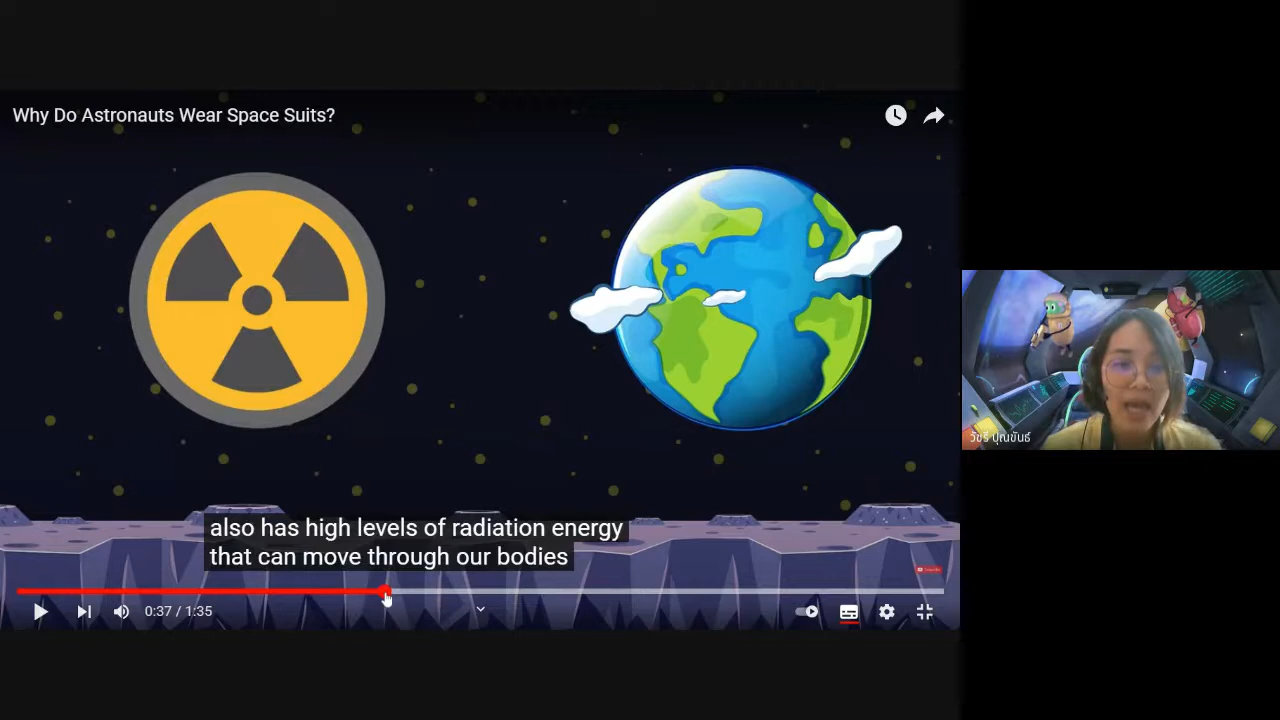 Why Do Astronauts Wear Space Suits?
also has high levels of radiation energy
that can move through our bodies
0:37 / 1:35
วัชรี ปุณขันธ์